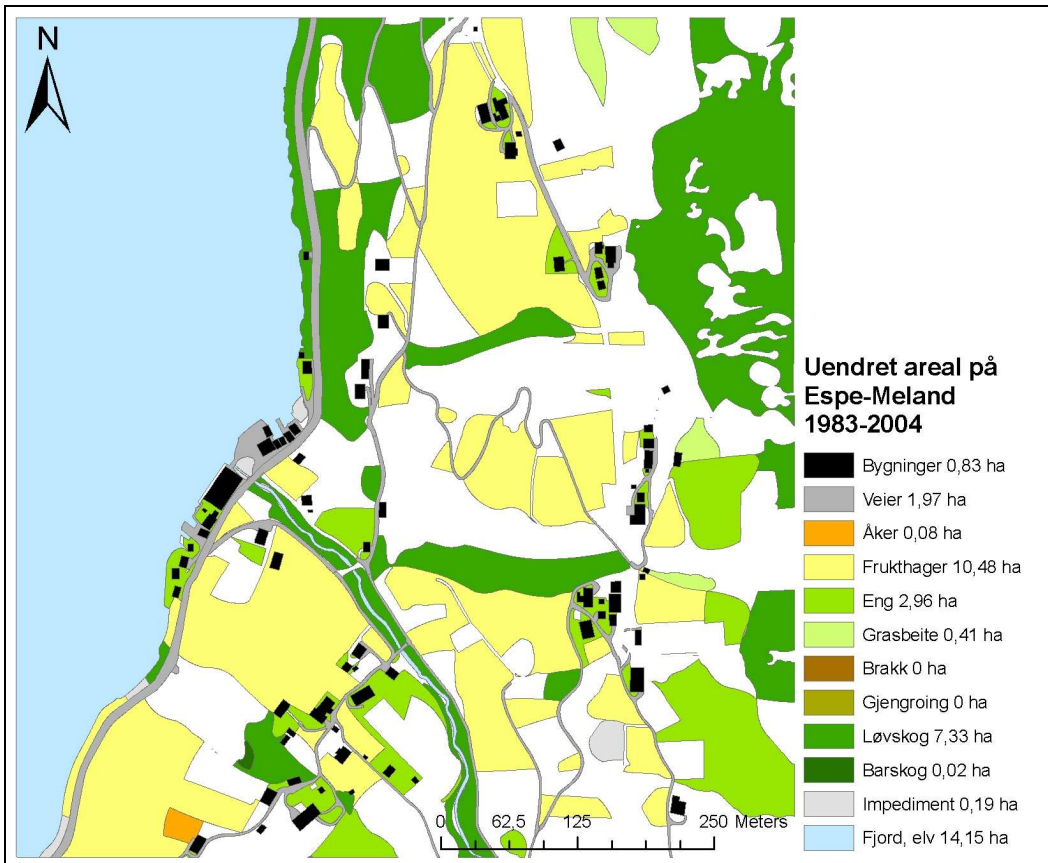 N
Uendret areal på
Espe-Meland
1983-2004
Bygninger 0,83 ha
Veier 1,97 ha
Åker 0,08 ha
Frukthager 10,48 ha
Eng 2,96 ha
Grasbeite 0,41 ha
Brakk 0 ha
Gjengroing 0 ha
Løvskog 7,33 ha
Barskog 0,02 ha
Impediment 0,19 ha
Fjord, elv 14,15 ha
0 62,5 125 250 Meters